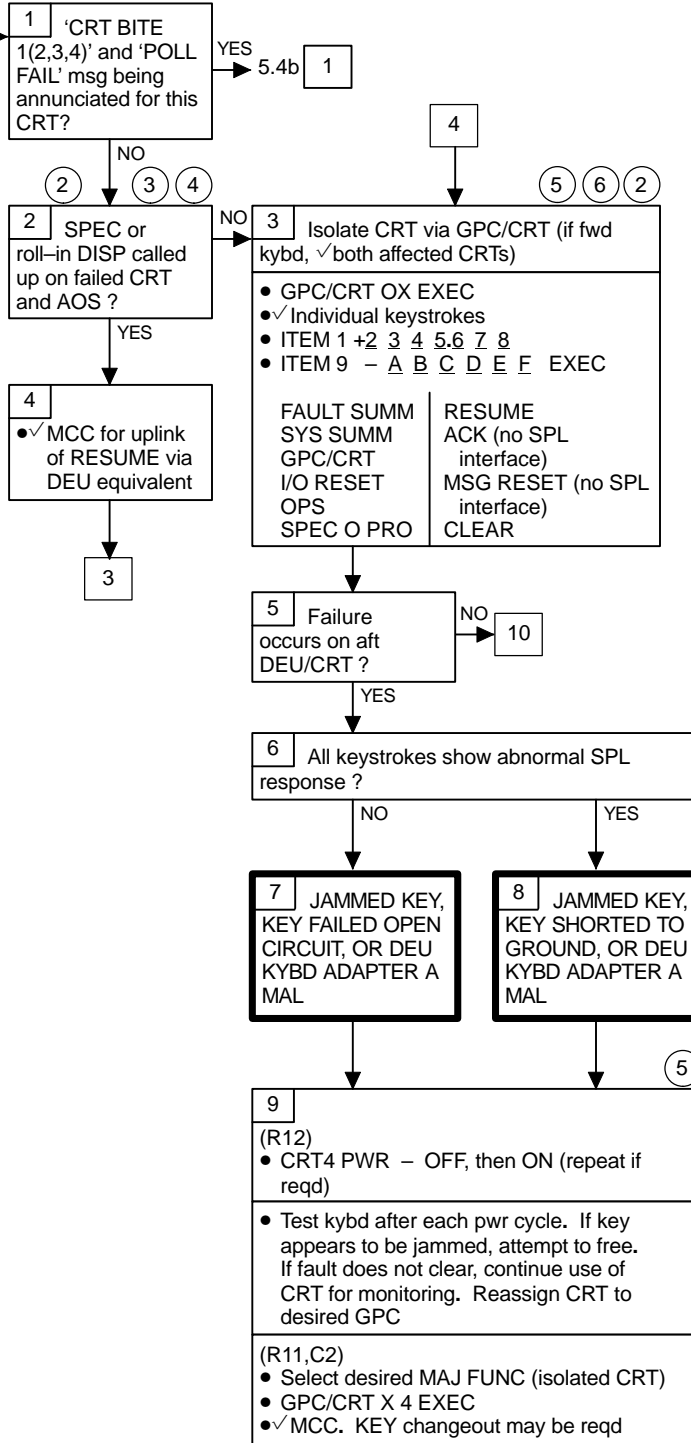 1 'CRT BITE
1(2,3,4)' and 'POLL
FAIL' msg being
annunciated for this
CRT?
YES
5.4b 1
NO
4
2 3 4
2 SPEC or
roll–in DISP called
up on failed CRT
and AOS ?
NO
YES
5 6 2
3 Isolate CRT via GPC/CRT (if fwd
kybd, √both affected CRTs)
• GPC/CRT OX EXEC
•√ Individual keystrokes
• ITEM 1 +2 3 4 5.6 7 8
• ITEM 9 – A B C D E F EXEC
FAULT SUMM
SYS SUMM
GPC/CRT
I/O RESET
OPS
SPEC O PRO
RESUME
ACK (no SPL
interface)
MSG RESET (no SPL
interface)
CLEAR
4
•√ MCC for uplink
of RESUME via
DEU equivalent
3
5 Failure
occurs on aft
DEU/CRT ?
NO
10
YES
6 All keystrokes show abnormal SPL
response ?
NO
YES
7 JAMMED KEY,
KEY FAILED OPEN
CIRCUIT, OR DEU
KYBD ADAPTER A
MAL
8 JAMMED KEY,
KEY SHORTED TO
GROUND, OR DEU
KYBD ADAPTER A
MAL
5
9
(R12)
• CRT4 PWR – OFF, then ON (repeat if
reqd)
• Test kybd after each pwr cycle. If key
appears to be jammed, attempt to free.
If fault does not clear, continue use of
CRT for monitoring. Reassign CRT to
desired GPC
(R11,C2)
• Select desired MAJ FUNC (isolated CRT)
• GPC/CRT X 4 EXEC
•√ MCC. KEY changeout may be reqd